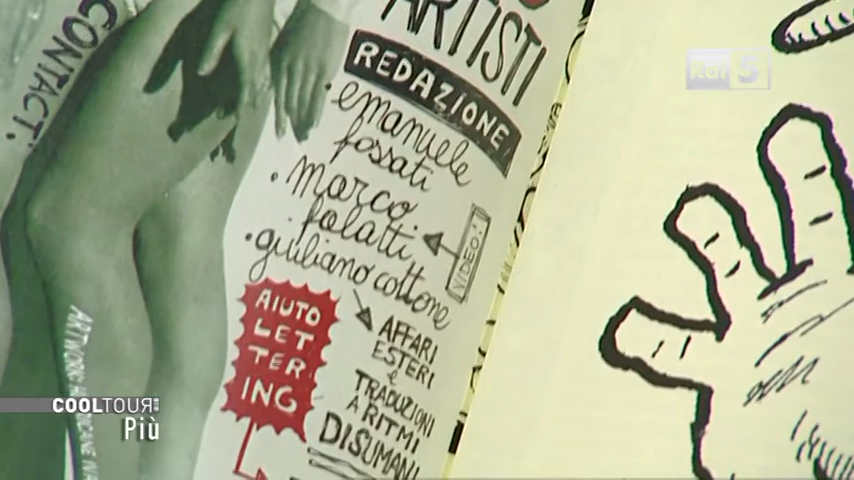 CONTACT:
ARTISTI
REDAZIONE
• emanuele
fossati
• marco
folatti
• giuliano cottone
VIDEO!
AIUTO
LET
TER
ING
AFFARI
ESTERI
e
TRADUZIONI
A RITMI
DISUMANI
Rai 5
COOLTOUR
Più